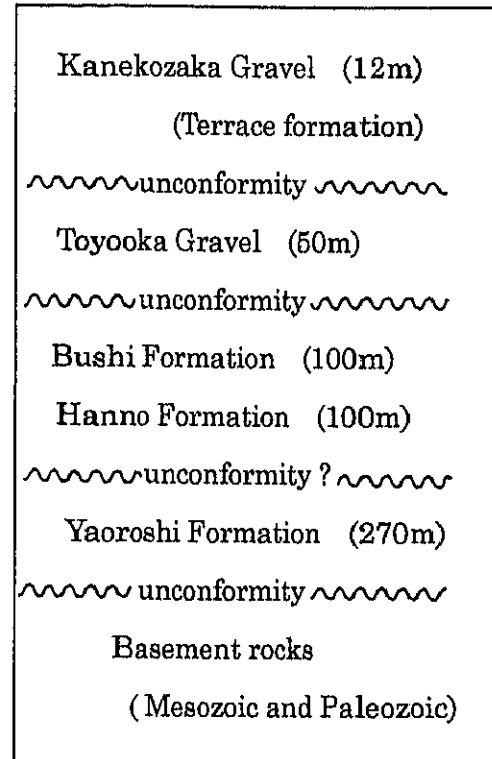 Kanekozaka Gravel (12m)
(Terrace formation)
unconformity
Toyooka Gravel (50m)
unconformity
Bushi Formation (100m)
Hanno Formation (100m)
unconformity ?
Yaoroshi Formation (270m)
unconformity
Basement rocks
(Mesozoic and Paleozoic)